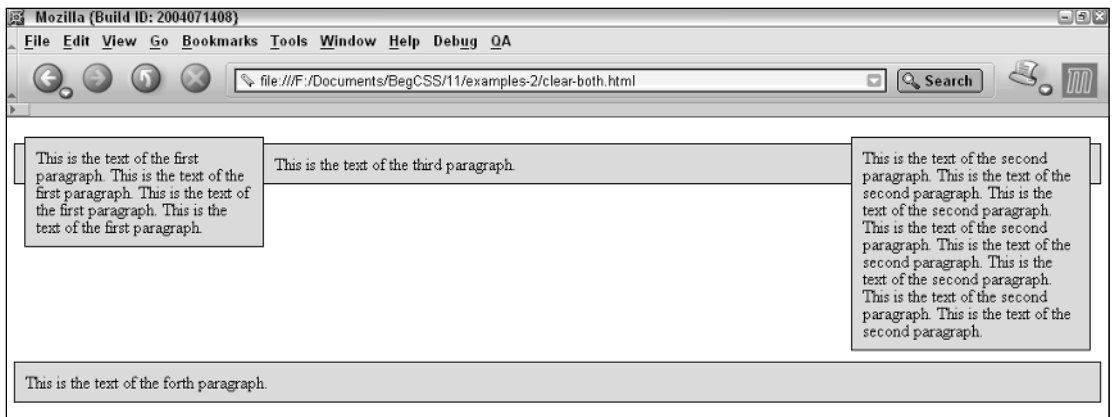 Mozilla {Build ID: 2004071408}
File Edit View Go Bookmarks Tools Window Help Debug QA
file:///F:/Documents/BegCSS/11/examples-2/clear-both.html
Search
This is the text of the first
paragraph. This is the text of the
first paragraph. This is the text of
the first paragraph. This is the
text of the first paragraph.
This is the text of the third paragraph.
This is the text of the second
paragraph. This is the text of the
second paragraph. This is the
text of the second paragraph.
This is the text of the second
paragraph. This is the text of the
second paragraph. This is the
text of the second paragraph.
This is the text of the second
paragraph. This is the text of the
second paragraph.
This is the text of the forth paragraph.